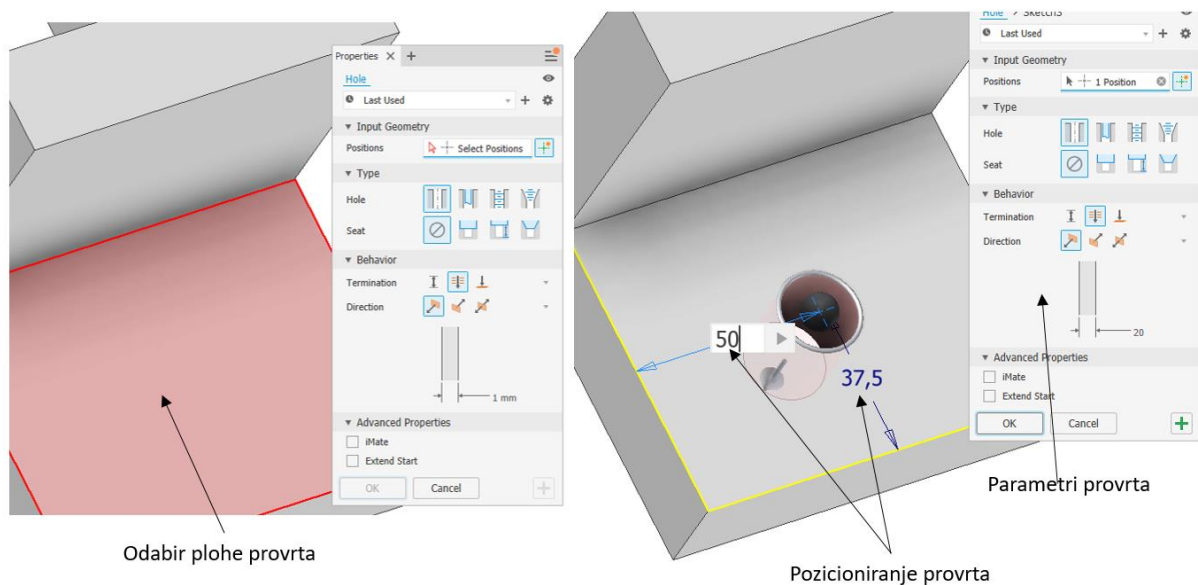 Properties
Hole
Last Used
Input Geometry
Positions
Select Positions
Type
Hole
Seat
Behavior
Termination
Direction
1 mm
Advanced Properties
iMate
Extend Start
OK
Cancel
Odabir plohe provrta
Hole > Sketch3
Last Used
Input Geometry
Positions
1 Position
Type
Hole
Seat
Behavior
Termination
Direction
20
Advanced Properties
iMate
Extend Start
OK
Cancel
50
37,5
Parametri provrta
Pozicioniranje provrta